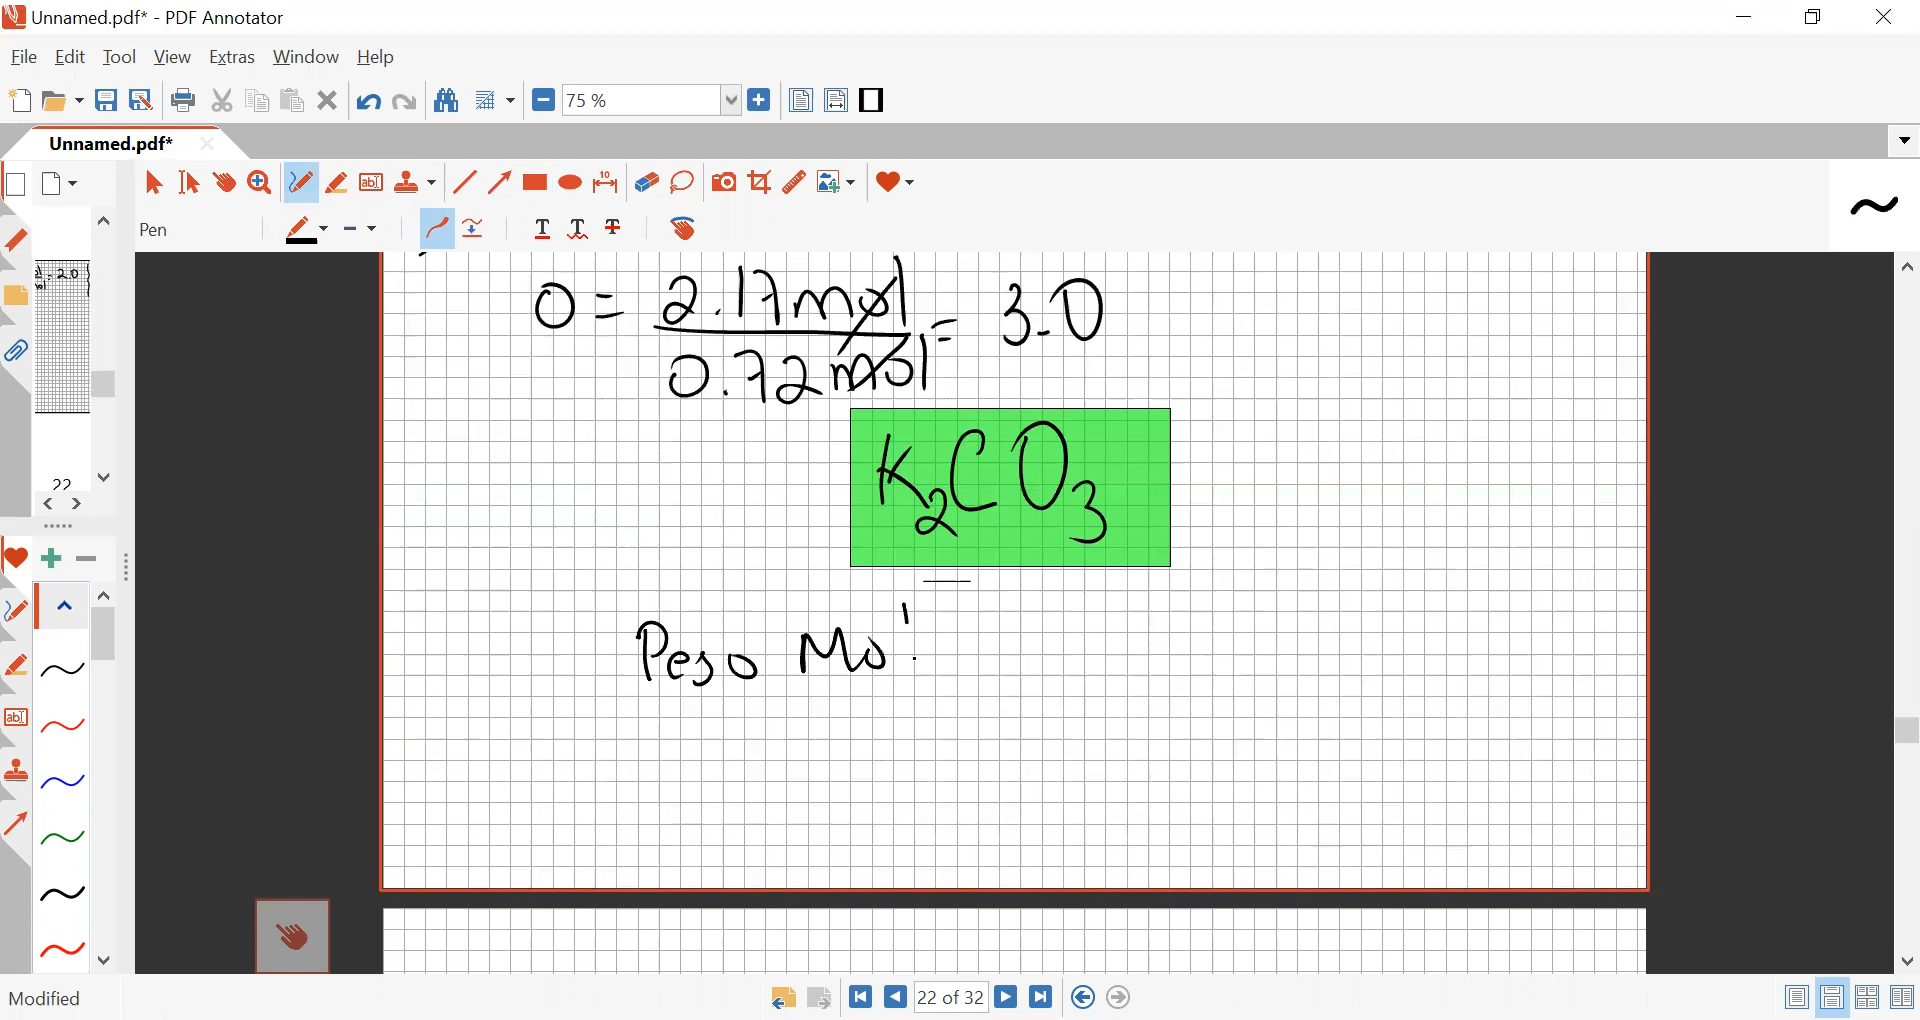 Unnamed.pdf* - PDF Annotator
File Edit Tool View Extras Window Help
75 %
Unnamed.pdf*
Pen
O = 2.17mol
0.72mol
= 3.0
K2CO3
Peso Mo
22
Modified
22 of 32